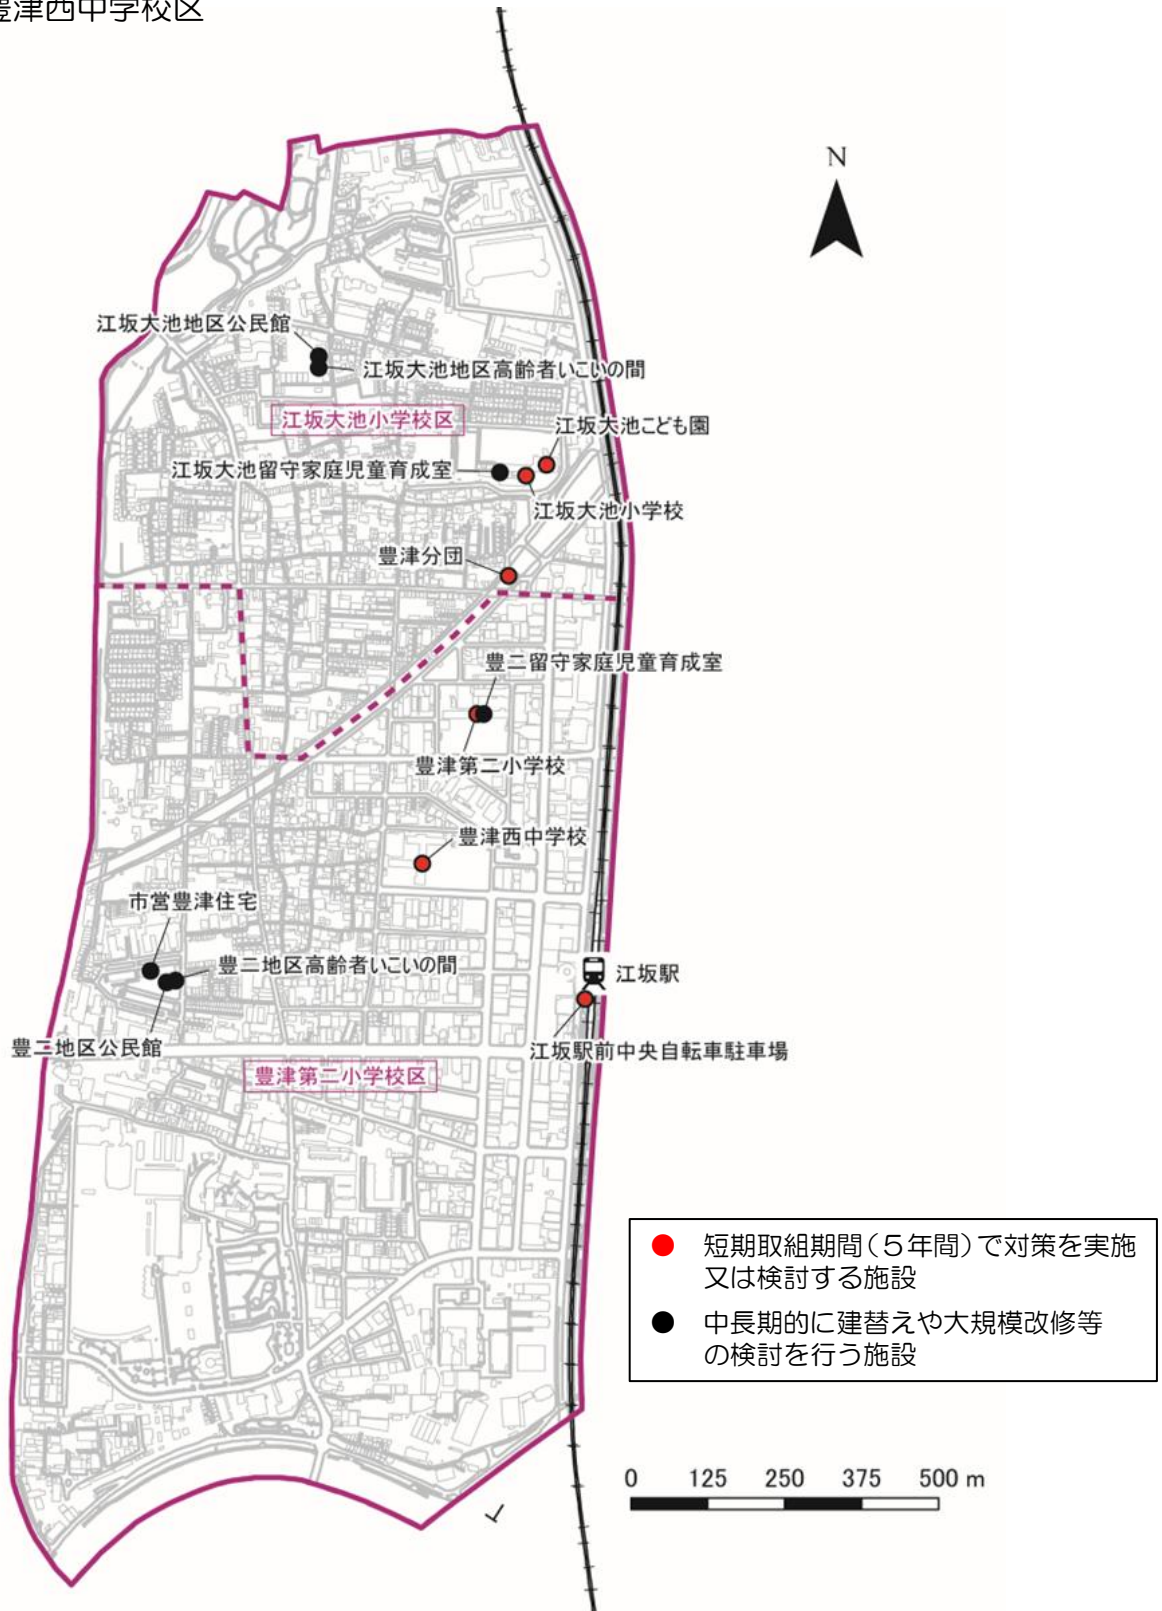 豊津西中学校区
N
江坂大池地区公民館
江坂大池地区高齢者いこいの間
江坂大池小学校区
江坂大池こども園
江坂大池留守家庭児童育成室
江坂大池小学校
豊津分団
豊二留守家庭児童育成室
豊津第二小学校
豊津西中学校
市営豊津住宅
豊二地区高齢者いこいの間
江坂駅
豊二地区公民館
江坂駅前中央自転車駐車場
豊津第二小学校区
短期取組期間(5年間)で対策を実施
又は検討する施設
中長期的に建替えや大規模改修等
の検討を行う施設
0 125 250 375 500 m